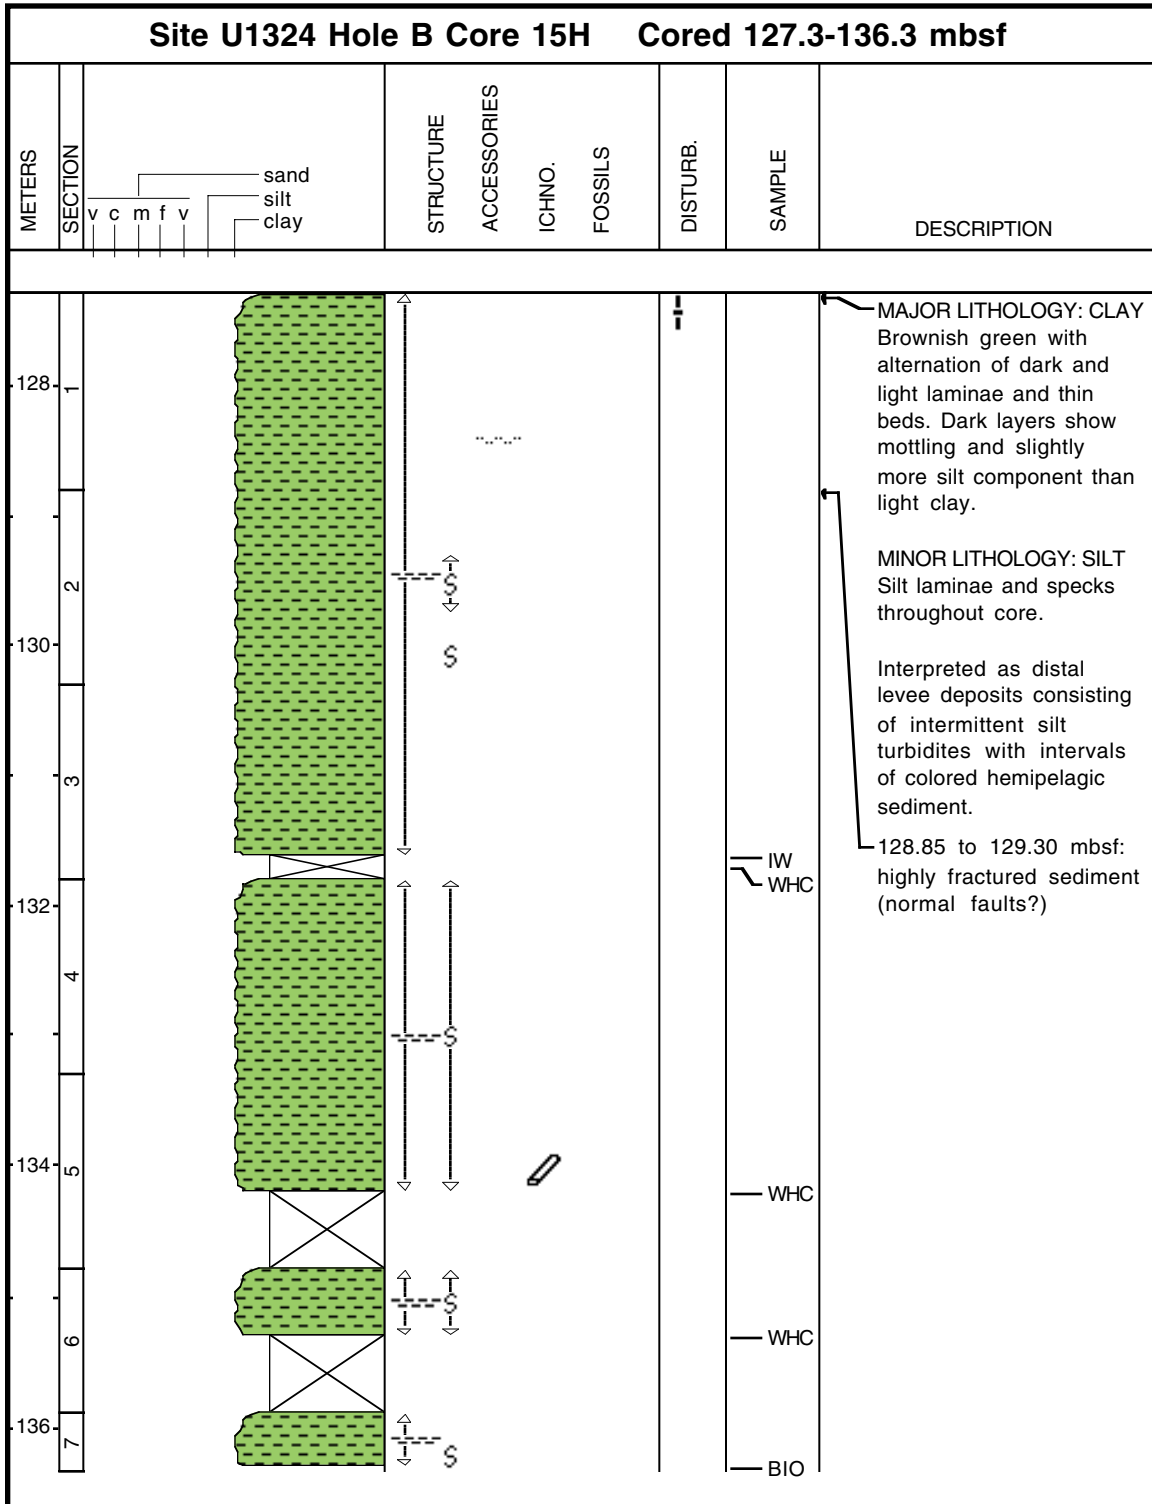 Site U1324 Hole B Core 15H Cored 127.3-136.3 mbsf
METERS
SECTION
v c m f v
sand
silt
clay
STRUCTURE
ACCESSORIES
ICHNO.
FOSSILS
DISTURB.
SAMPLE
DESCRIPTION
128
130
132
134
136
1
2
3
4
5
6
7
S
S
S
S
S
IW
WHC
WHC
WHC
BIO
MAJOR LITHOLOGY: CLAY
Brownish green with
alternation of dark and
light laminae and thin
beds. Dark layers show
mottling and slightly
more silt component than
light clay.
MINOR LITHOLOGY: SILT
Silt laminae and specks
throughout core.
Interpreted as distal
levee deposits consisting
of intermittent silt
turbidites with intervals
of colored hemipelagic
sediment.
128.85 to 129.30 mbsf:
highly fractured sediment
(normal faults?)